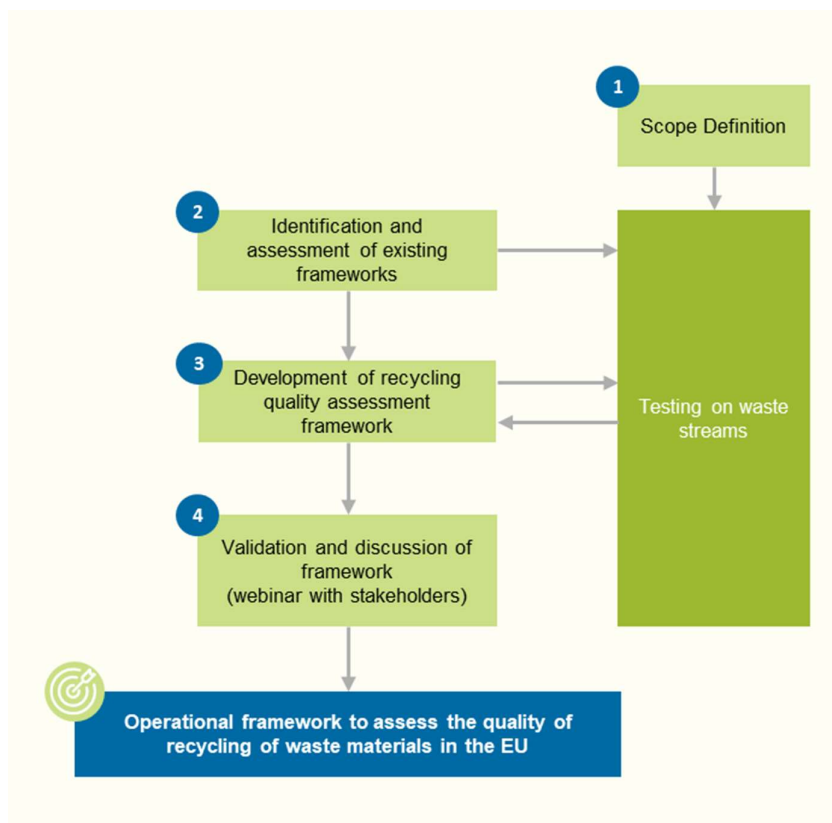 1
Scope Definition
2
Identification and
assessment of existing
frameworks
3
Development of recycling
quality assessment
framework
Testing on waste
streams
4
Validation and discussion of
framework
(webinar with stakeholders)
Operational framework to assess the quality of
recycling of waste materials in the EU